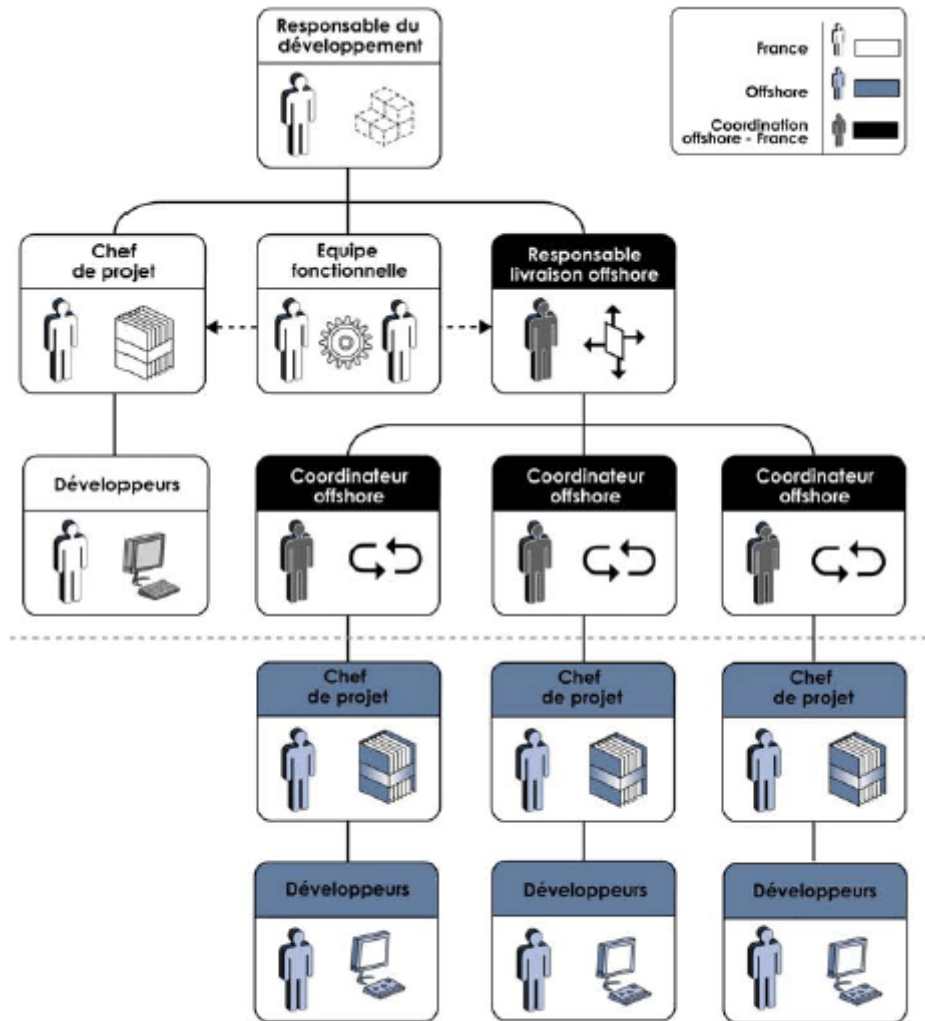 Responsable du
développement
France
Offshore
Coordination
offshore - France
Chef
de projet
Equipe
fonctionnelle
Responsable
livraison offshore
Développeurs
Coordinateur
offshore
Coordinateur
offshore
Coordinateur
offshore
Chef
de projet
Chef
de projet
Chef
de projet
Développeurs
Développeurs
Développeurs